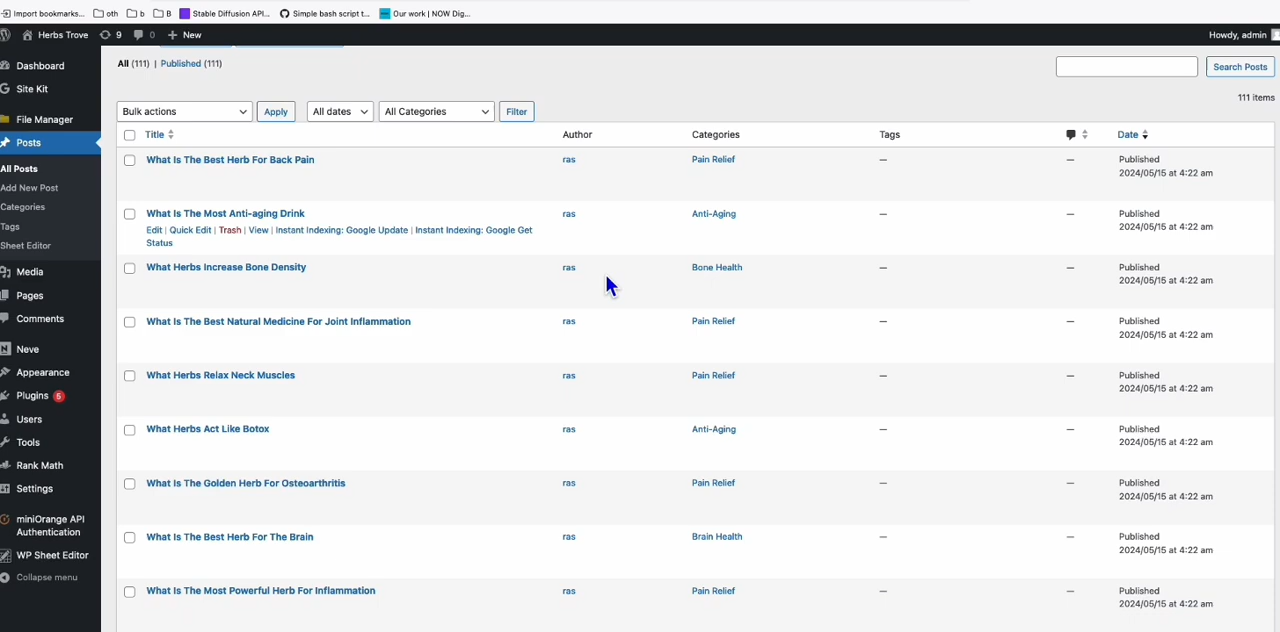 Import bookmarks... oth b B Stable Diffusion API... Simple bash script t... Our work | NOW Dig...
Herbs Trove 9 0 + New Howdy, admin
Dashboard
Site Kit
File Manager
Posts
All Posts
Add New Post
Categories
Tags
Sheet Editor
Media
Pages
Comments
Neve
Appearance
Plugins 5
Users
Tools
Rank Math
Settings
miniOrange API
Authentication
WP Sheet Editor
Collapse menu
All (111) | Published (111)
Search Posts
111 items
Bulk actions Apply All dates All Categories Filter
Title Author Categories Tags Date
What Is The Best Herb For Back Pain ras Pain Relief — — Published
2024/05/15 at 4:22 am
What Is The Most Anti-aging Drink ras Anti-Aging — — Published
Edit | Quick Edit | Trash | View | Instant Indexing: Google Update | Instant Indexing: Google Get 2024/05/15 at 4:22 am
Status
What Herbs Increase Bone Density ras Bone Health — — Published
2024/05/15 at 4:22 am
What Is The Best Natural Medicine For Joint Inflammation ras Pain Relief — — Published
2024/05/15 at 4:22 am
What Herbs Relax Neck Muscles ras Pain Relief — — Published
2024/05/15 at 4:22 am
What Herbs Act Like Botox ras Anti-Aging — — Published
2024/05/15 at 4:22 am
What Is The Golden Herb For Osteoarthritis ras Pain Relief — — Published
2024/05/15 at 4:22 am
What Is The Best Herb For The Brain ras Brain Health — — Published
2024/05/15 at 4:22 am
What Is The Most Powerful Herb For Inflammation ras Pain Relief — — Published
2024/05/15 at 4:22 am